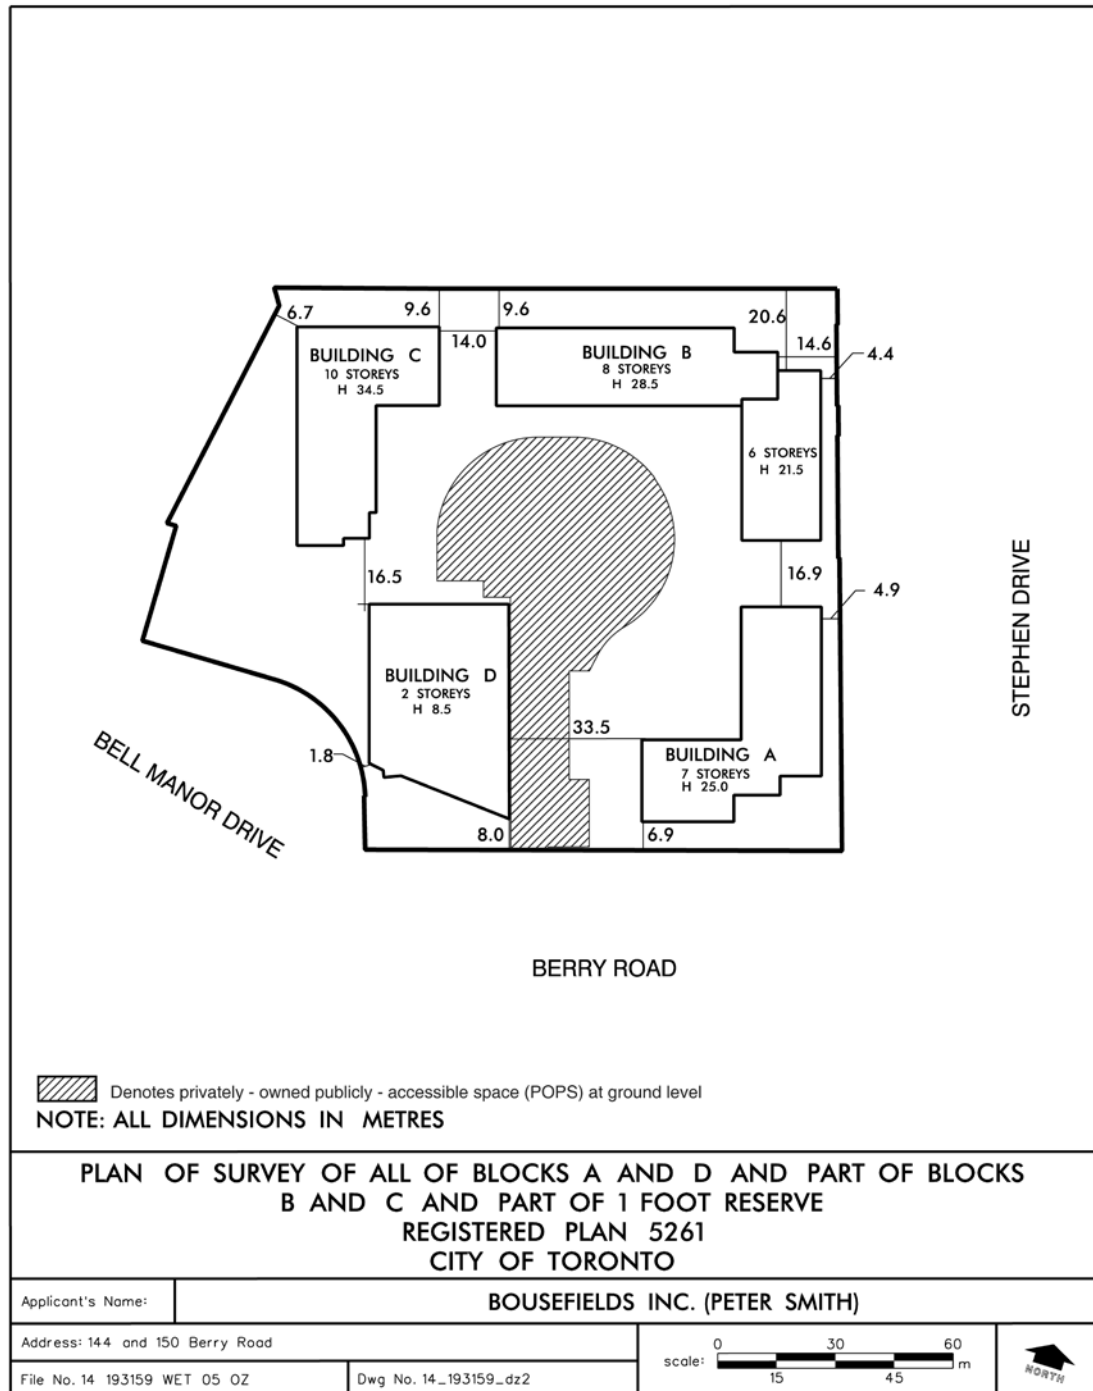 6.7
9.6
9.6
20.6
14.0
14.6
4.4
BUILDING C
10 STOREYS
H 34.5
BUILDING B
8 STOREYS
H 28.5
6 STOREYS
H 21.5
16.5
16.9
4.9
STEPHEN DRIVE
BUILDING D
2 STOREYS
H 8.5
33.5
BUILDING A
7 STOREYS
H 25.0
1.8
BELL MANOR DRIVE
8.0
6.9
BERRY ROAD
Denotes privately - owned publicly - accessible space (POPS) at ground level
NOTE: ALL DIMENSIONS IN METRES
PLAN OF SURVEY OF ALL OF BLOCKS A AND D AND PART OF BLOCKS
B AND C AND PART OF 1 FOOT RESERVE
REGISTERED PLAN 5261
CITY OF TORONTO
Applicant's Name:
BOUSEFIELDS INC. (PETER SMITH)
Address: 144 and 150 Berry Road
File No. 14 193159 WET 05 OZ
Dwg No. 14_193159_dz2
scale:
0 30 60
m
15 45
NORTH